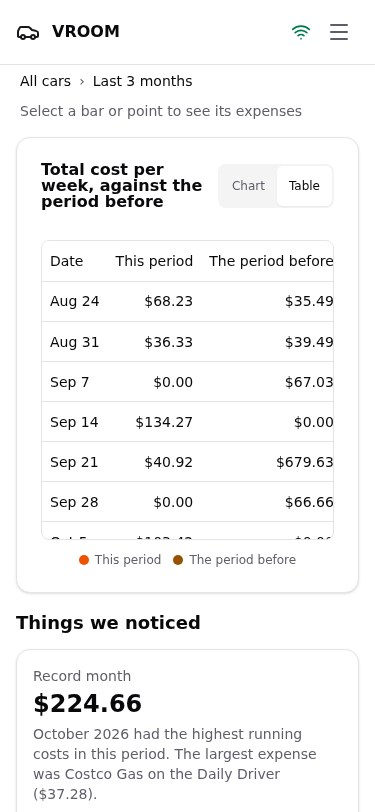 VROOM
All cars › Last 3 months
Select a bar or point to see its expenses
Total cost per
week, against the
period before
Chart Table
Date This period The period before
Aug 24 $68.23 $35.49
Aug 31 $36.33 $39.49
Sep 7 $0.00 $67.03
Sep 14 $134.27 $0.00
Sep 21 $40.92 $679.63
Sep 28 $0.00 $66.66
This period The period before
Things we noticed
Record month
$224.66
October 2026 had the highest running
costs in this period. The largest expense
was Costco Gas on the Daily Driver
($37.28).